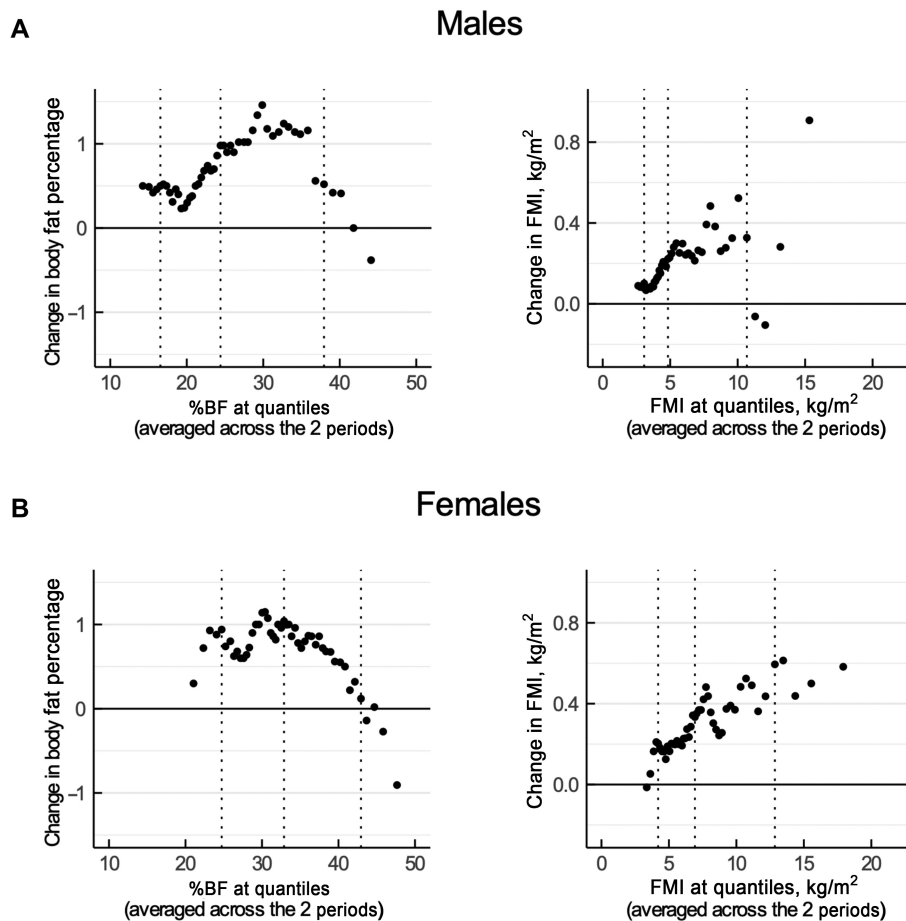 A
Males
Change in body fat percentage
1
0
−1
10 20 30 40 50
%BF at quantiles
(averaged across the 2 periods)
Change in FMI, kg/m²
0.8
0.4
0.0
0 5 10 15 20
FMI at quantiles, kg/m²
(averaged across the 2 periods)
B
Females
Change in body fat percentage
1
0
−1
10 20 30 40 50
%BF at quantiles
(averaged across the 2 periods)
Change in FMI, kg/m²
0.8
0.4
0.0
0 5 10 15 20
FMI at quantiles, kg/m²
(averaged across the 2 periods)